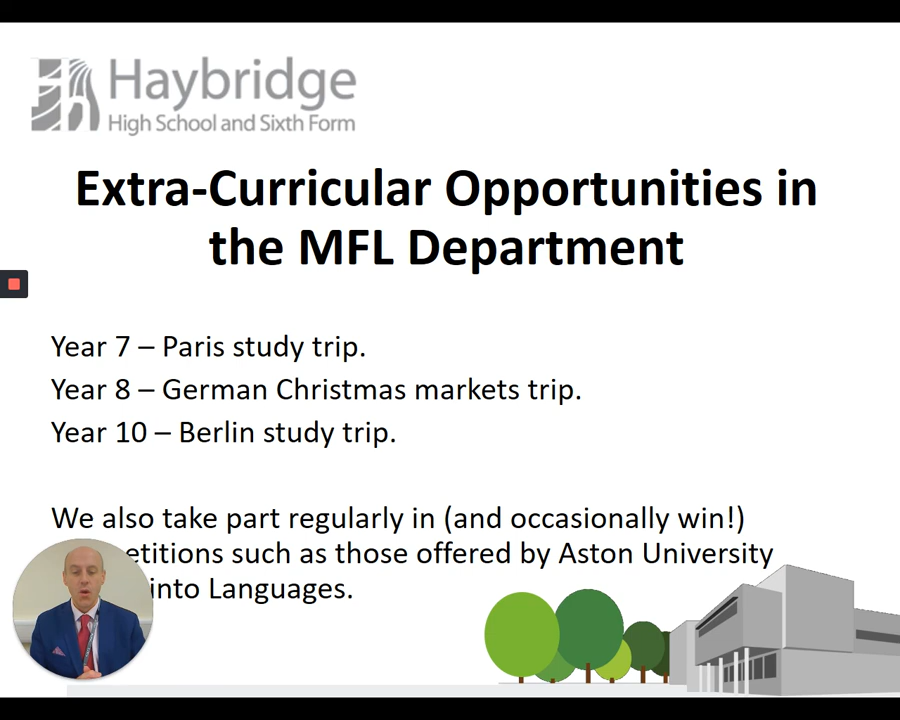 Haybridge
High School and Sixth Form
Extra-Curricular Opportunities in
the MFL Department
Year 7 – Paris study trip.
Year 8 – German Christmas markets trip.
Year 10 – Berlin study trip.
We also take part regularly in (and occasionally win!)
etitions such as those offered by Aston University
into Languages.